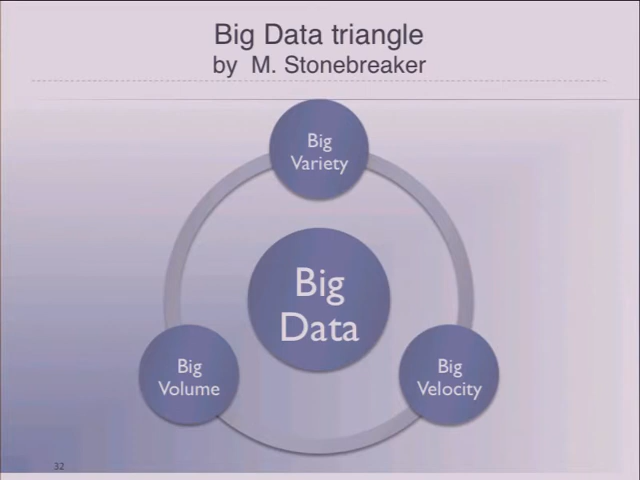 Big Data triangle
by M. Stonebreaker
Big
Variety
Big
Data
Big
Volume
Big
Velocity
32